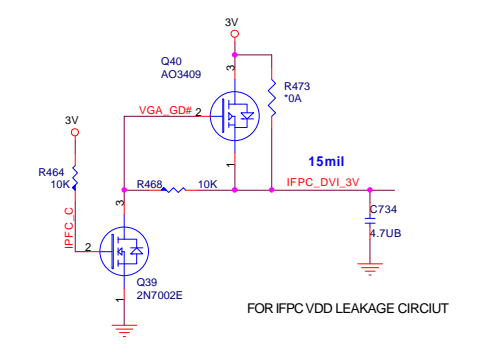 3V
Q40
AO3409
3
R473
*0A
VGA_GD# 2
3V
1
15mil
R464
10K
R468 10K
IFPC_DVI_3V
3
C734
IPFC_C
2
4.7UB
Q39
2N7002E
1
FOR IFPC VDD LEAKAGE CIRCIUT